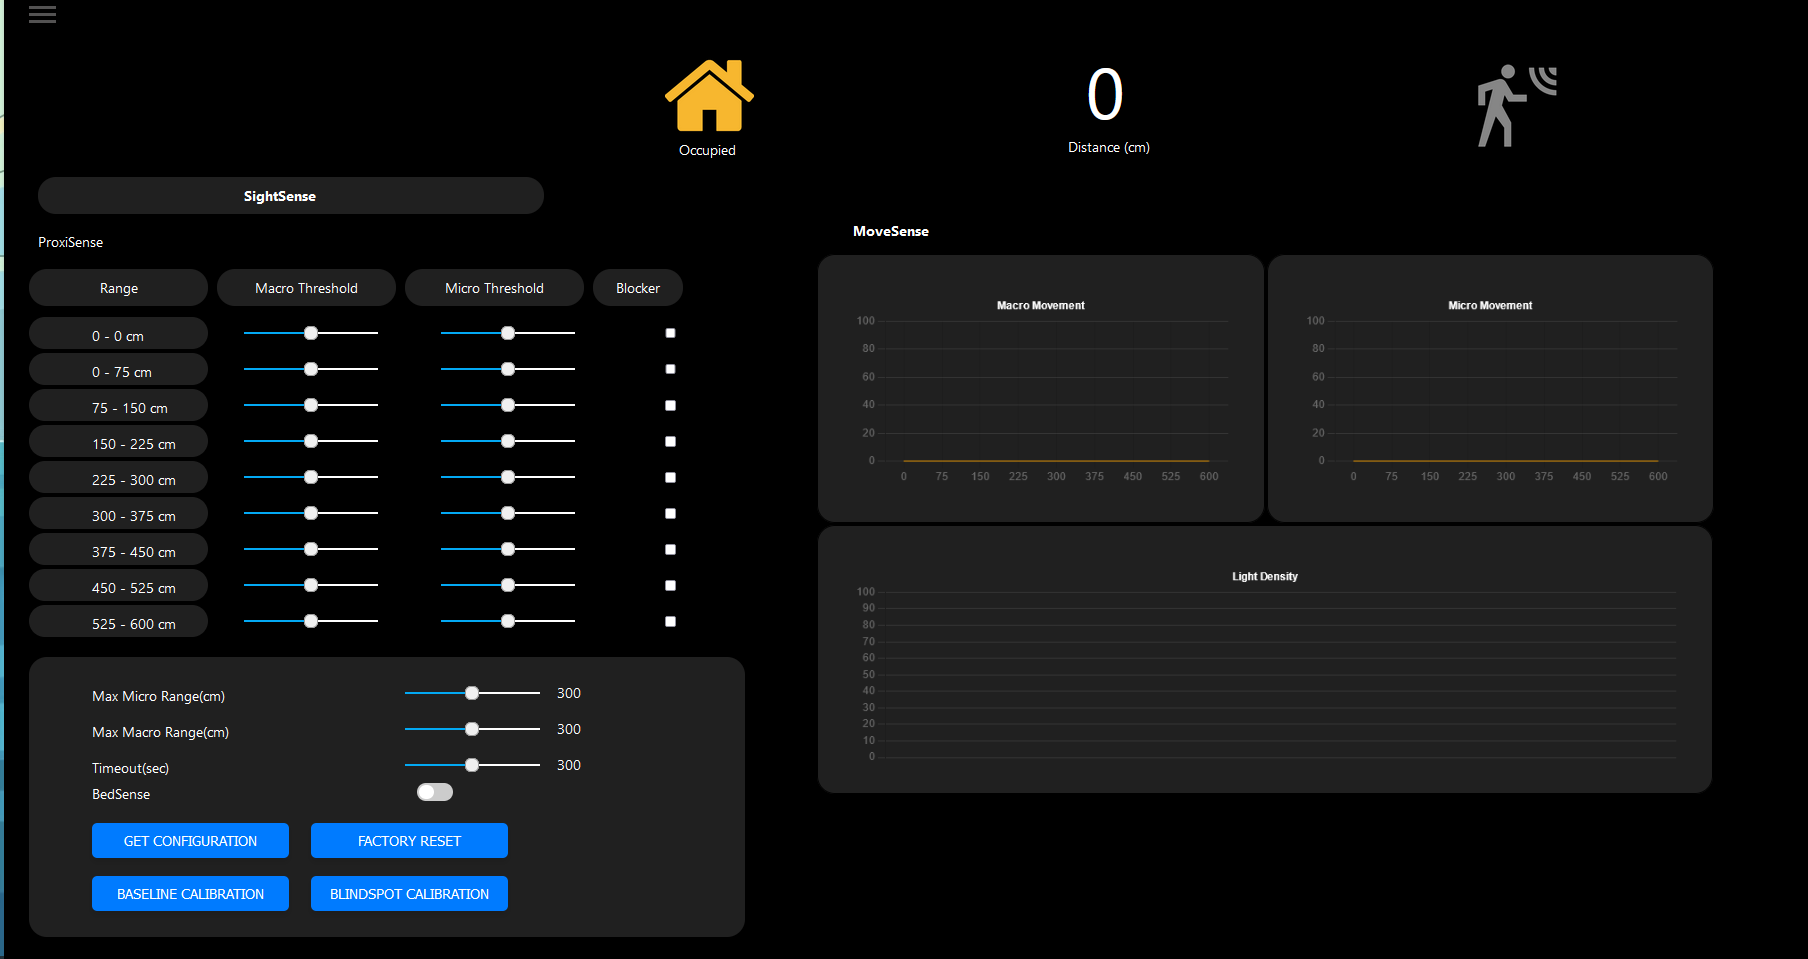 0
Occupied
Distance (cm)
SightSense
ProxiSense
Range Macro Threshold Micro Threshold Blocker
0 - 0 cm
0 - 75 cm
75 - 150 cm
150 - 225 cm
225 - 300 cm
300 - 375 cm
375 - 450 cm
450 - 525 cm
525 - 600 cm
Max Micro Range(cm) 300
Max Macro Range(cm) 300
Timeout(sec) 300
BedSense
GET CONFIGURATION FACTORY RESET
BASELINE CALIBRATION BLINDSPOT CALIBRATION
MoveSense
Macro Movement
100
80
60
40
20
0
0 75 150 225 300 375 450 525 600
Micro Movement
100
80
60
40
20
0
0 75 150 225 300 375 450 525 600
Light Density
100
90
80
70
60
50
40
30
20
10
0